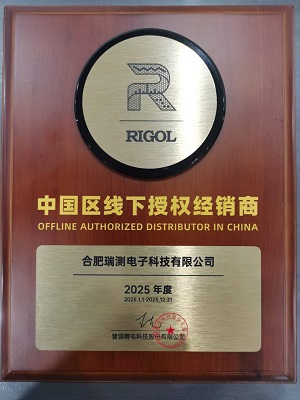 RIGOL
中国区线下授权经销商
OFFLINE AUTHORIZED DISTRIBUTOR IN CHINA
合肥瑞测电子科技有限公司
2025 年度
2025.1.1-2025.12.31
普源精电科技股份有限公司